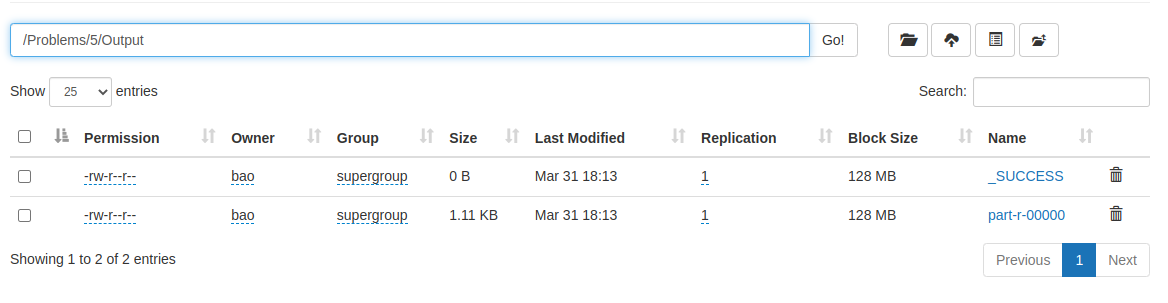 /Problems/5/Output Go!
Show 25 entries Search:
Permission Owner Group Size Last Modified Replication Block Size Name
-rw-r--r-- bao supergroup 0 B Mar 31 18:13 1 128 MB _SUCCESS
-rw-r--r-- bao supergroup 1.11 KB Mar 31 18:13 1 128 MB part-r-00000
Showing 1 to 2 of 2 entries Previous 1 Next